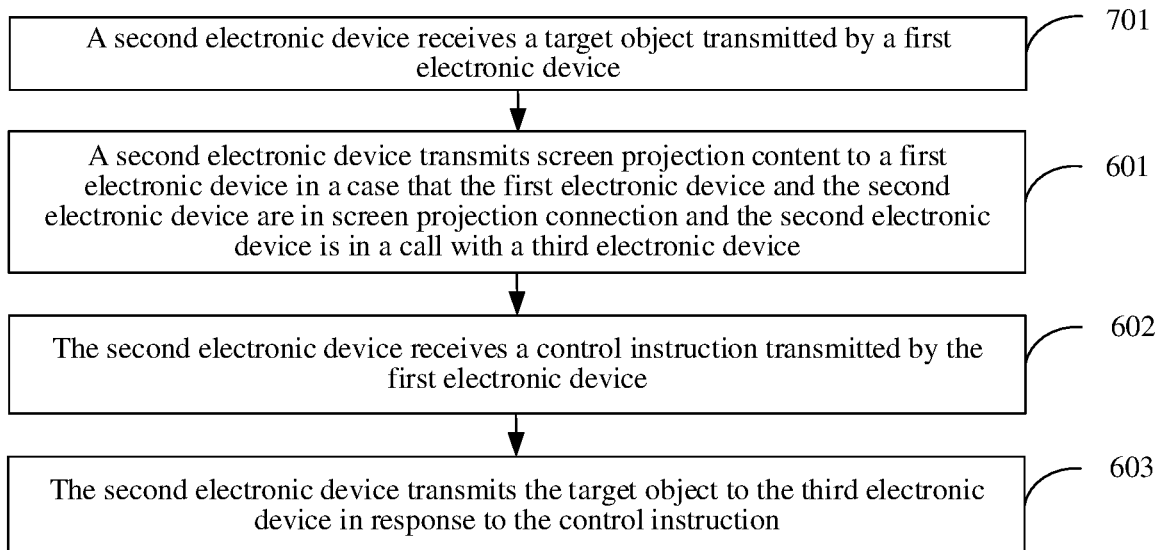 A second electronic device receives a target object transmitted by a first
electronic device
701
A second electronic device transmits screen projection content to a first
electronic device in a case that the first electronic device and the second
electronic device are in screen projection connection and the second electronic
device is in a call with a third electronic device
601
The second electronic device receives a control instruction transmitted by the
first electronic device
602
The second electronic device transmits the target object to the third electronic
device in response to the control instruction
603